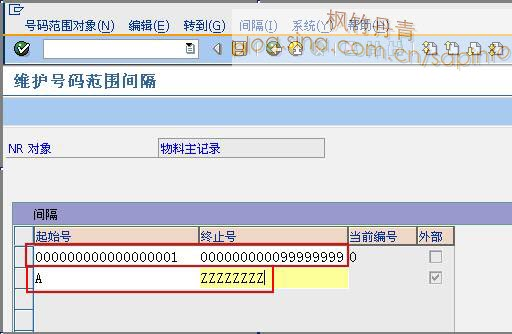 号码范围对象(N) 编辑(E) 转到(G) 间隔(I) 系统(Y) 帮助(H)
枫竹丹青
blog.sina.com.cn/sapinfo
维护号码范围间隔
NR 对象 物料主记录
间隔
起始号 终止号 当前编号 外部
000000000000000001 000000000099999999 0
A ZZZZZZZZ